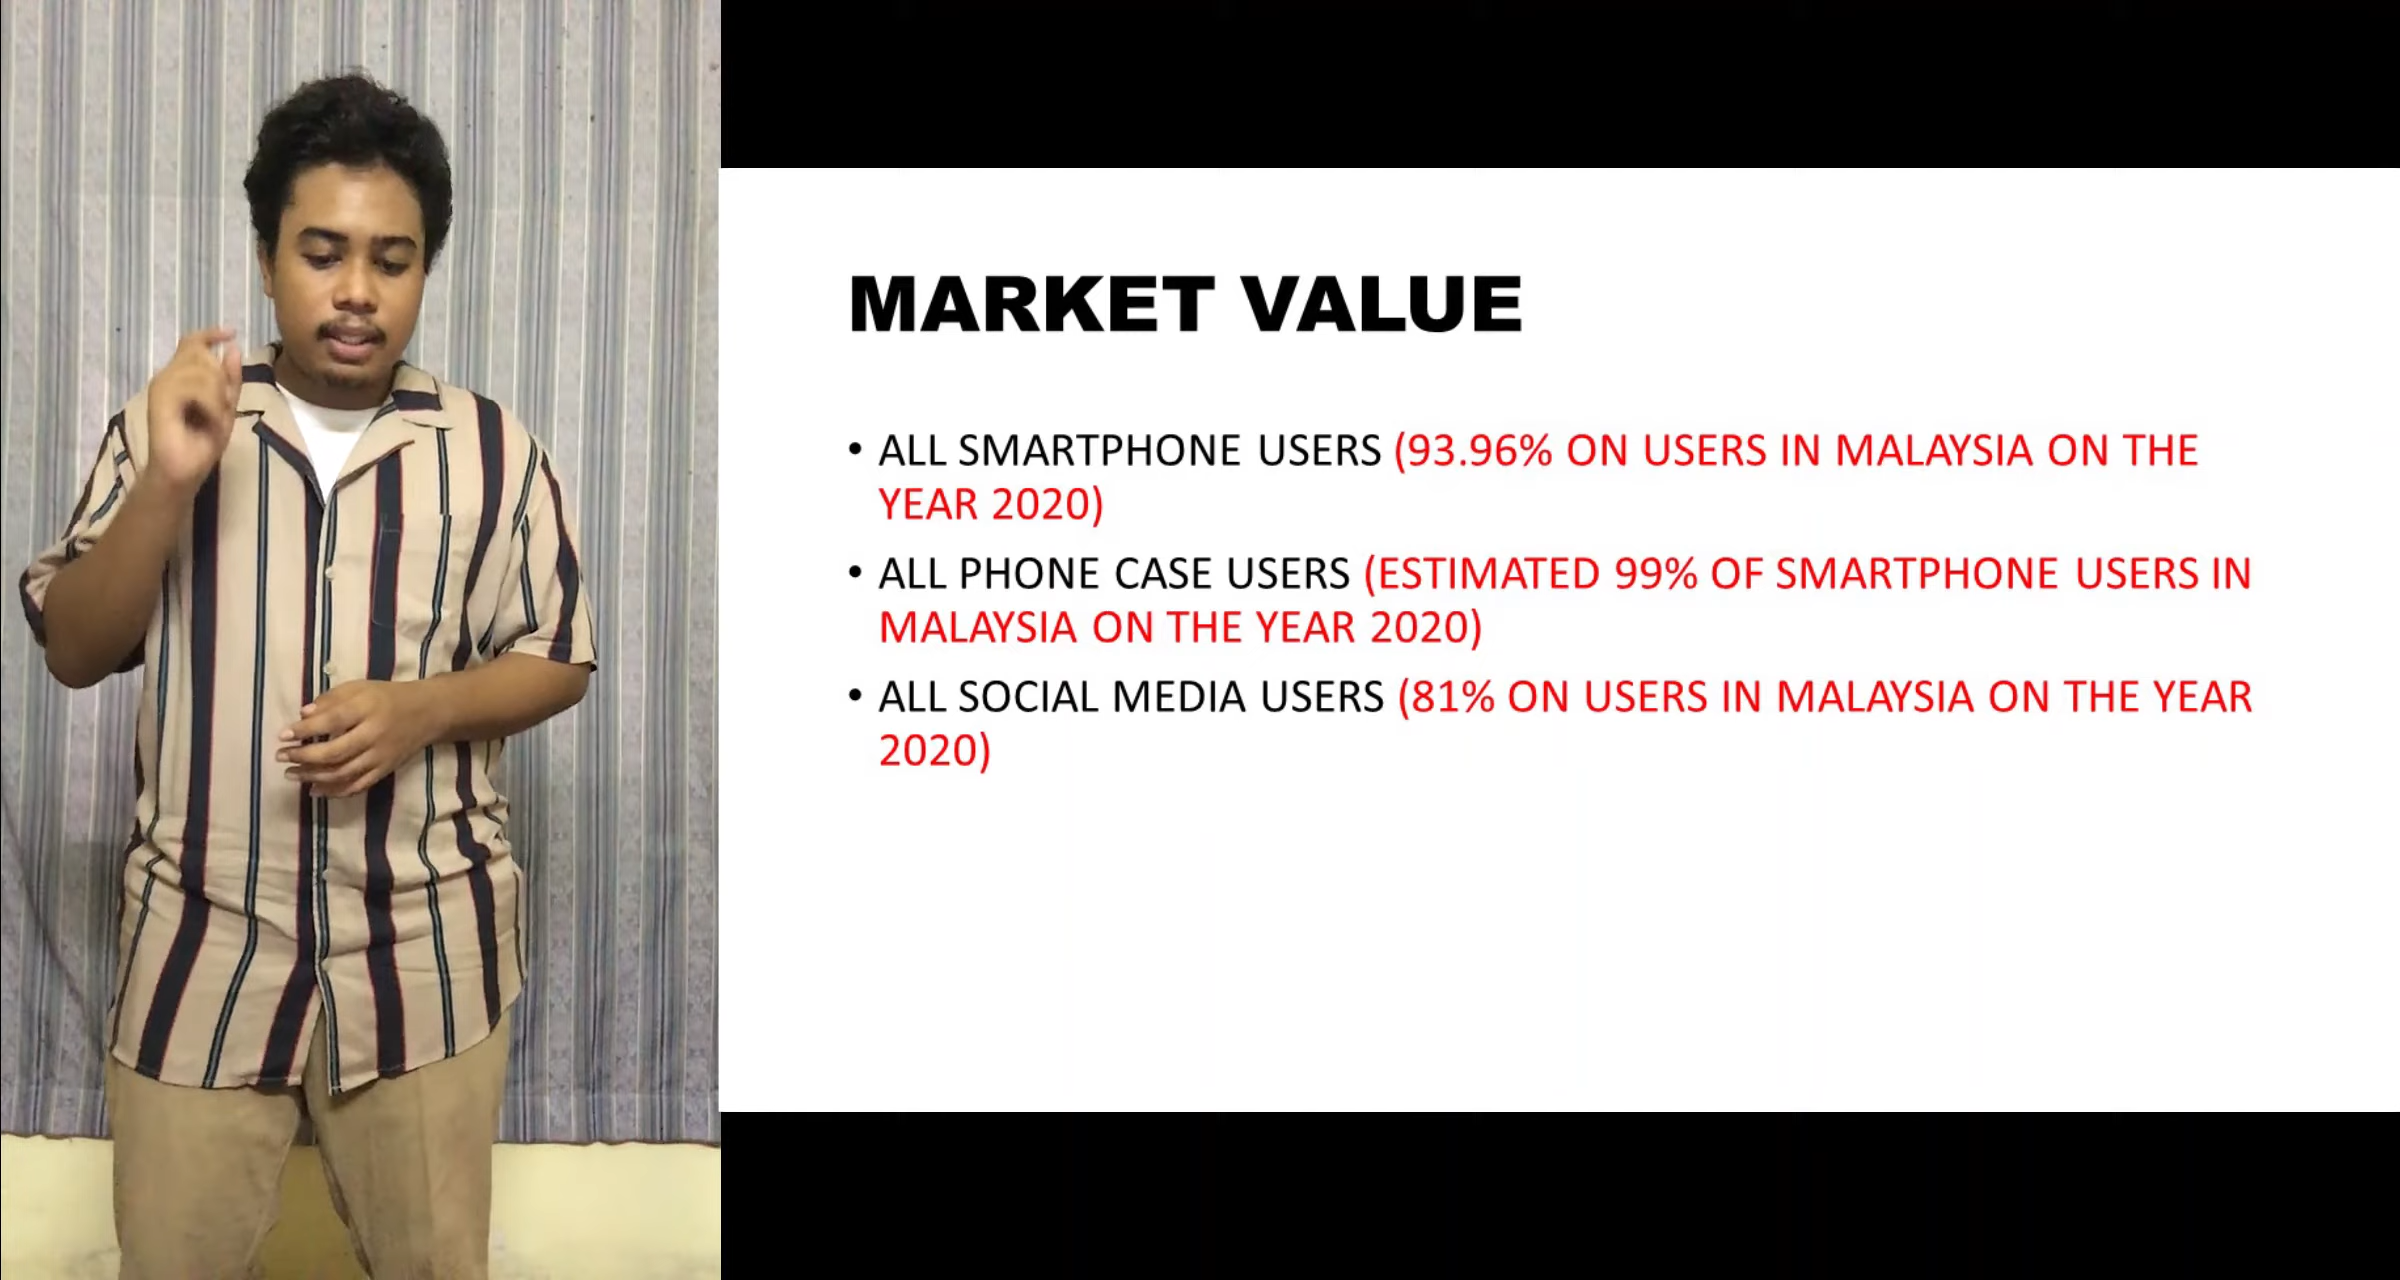 MARKET VALUE
• ALL SMARTPHONE USERS (93.96% ON USERS IN MALAYSIA ON THE
YEAR 2020)
• ALL PHONE CASE USERS (ESTIMATED 99% OF SMARTPHONE USERS IN
MALAYSIA ON THE YEAR 2020)
• ALL SOCIAL MEDIA USERS (81% ON USERS IN MALAYSIA ON THE YEAR
2020)